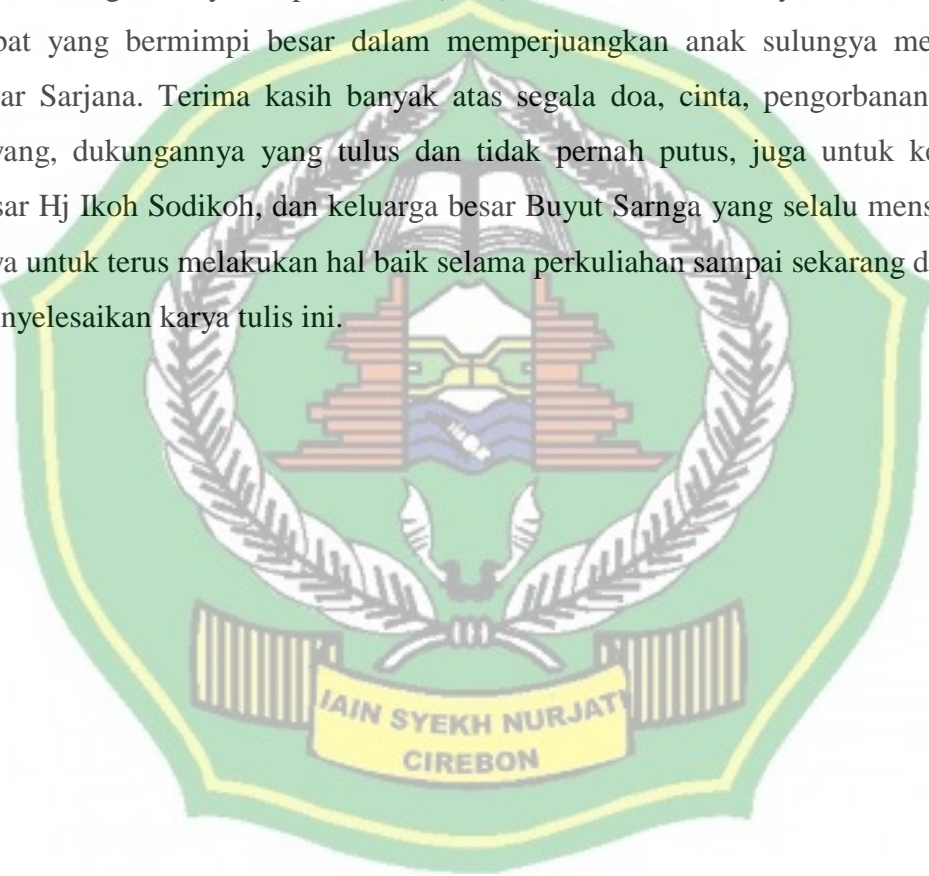 bat yang bermimpi besar dalam memperjuangkan anak sulungya me
ar Sarjana. Terima kasih banyak atas segala doa, cinta, pengorbanan
yang, dukungannya yang tulus dan tidak pernah putus, juga untuk ke
sar Hj Ikoh Sodikoh, dan keluarga besar Buyut Sarnga yang selalu mens
ya untuk terus melakukan hal baik selama perkuliahan sampai sekarang d
nyelesaikan karya tulis ini.
IAIN SYEKH NURJATI
CIREBON